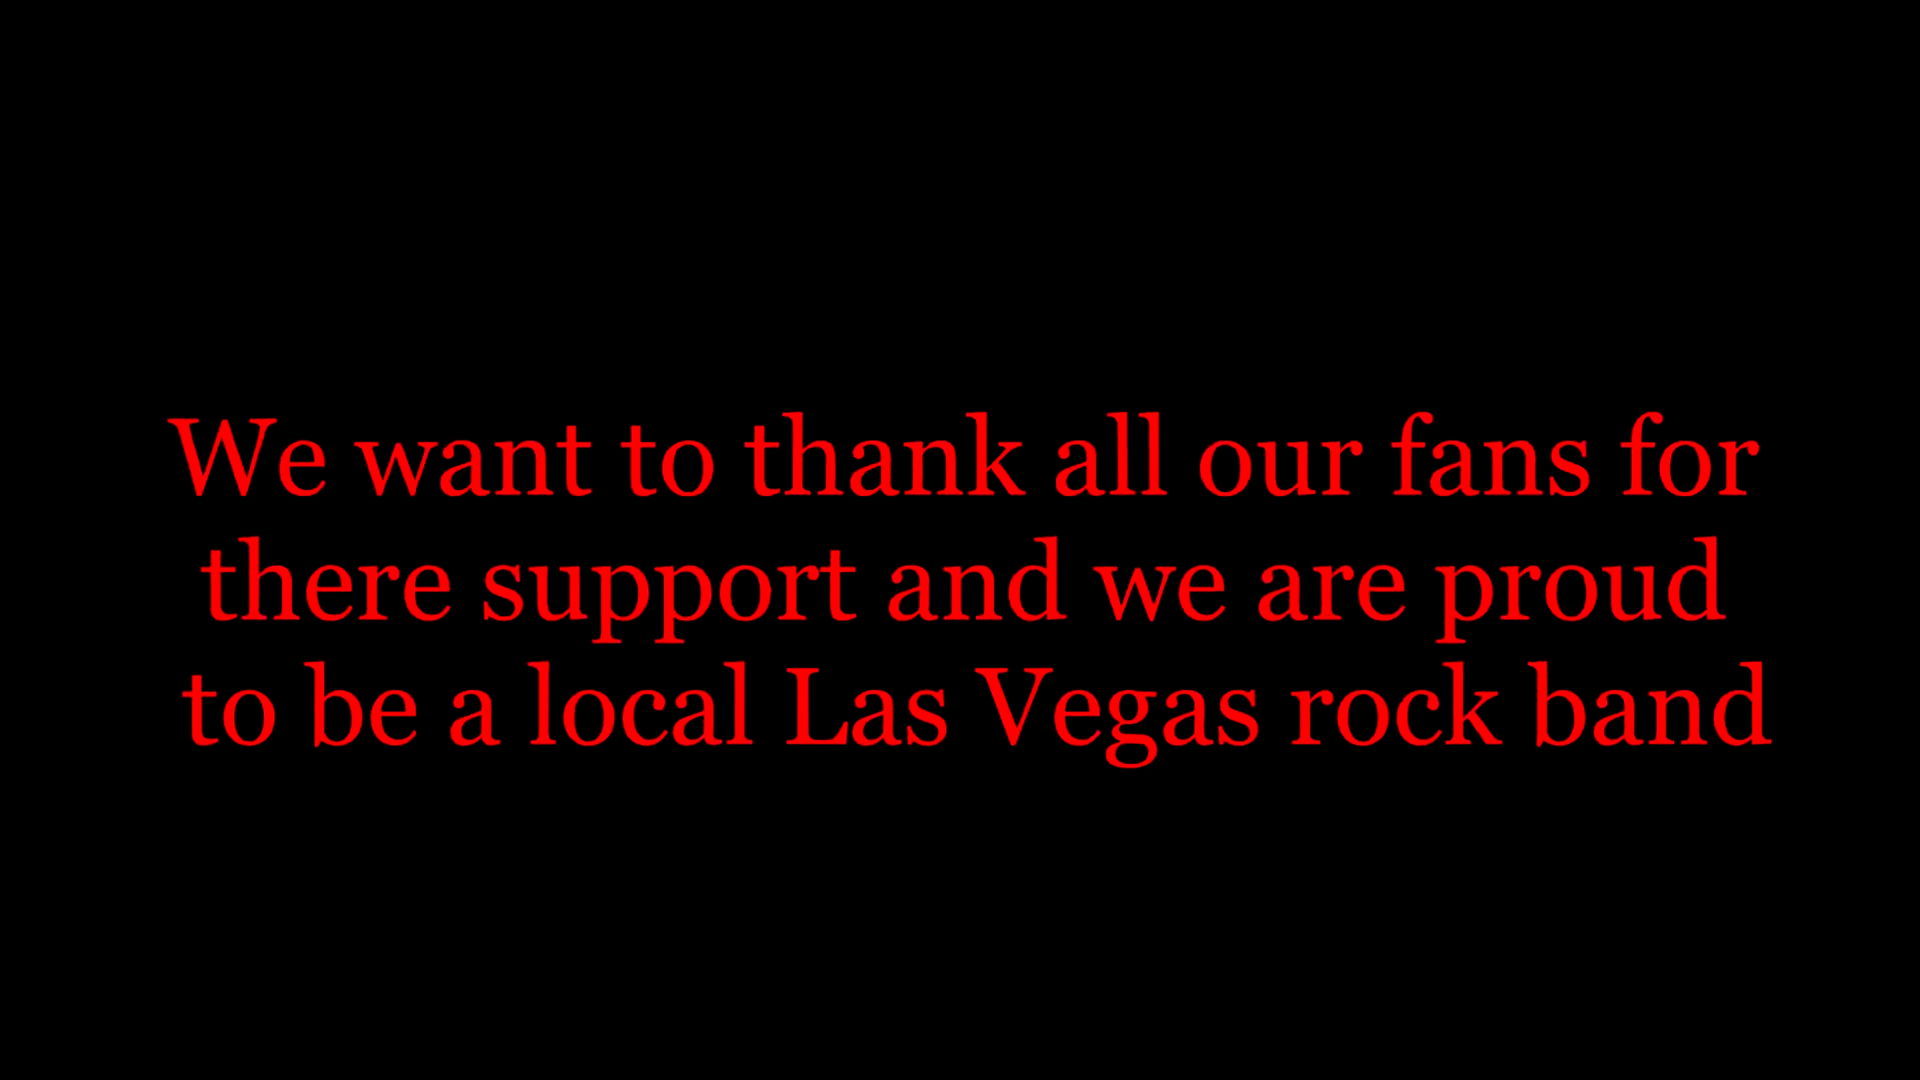 We want to thank all our fans for
there support and we are proud
to be a local Las Vegas rock band